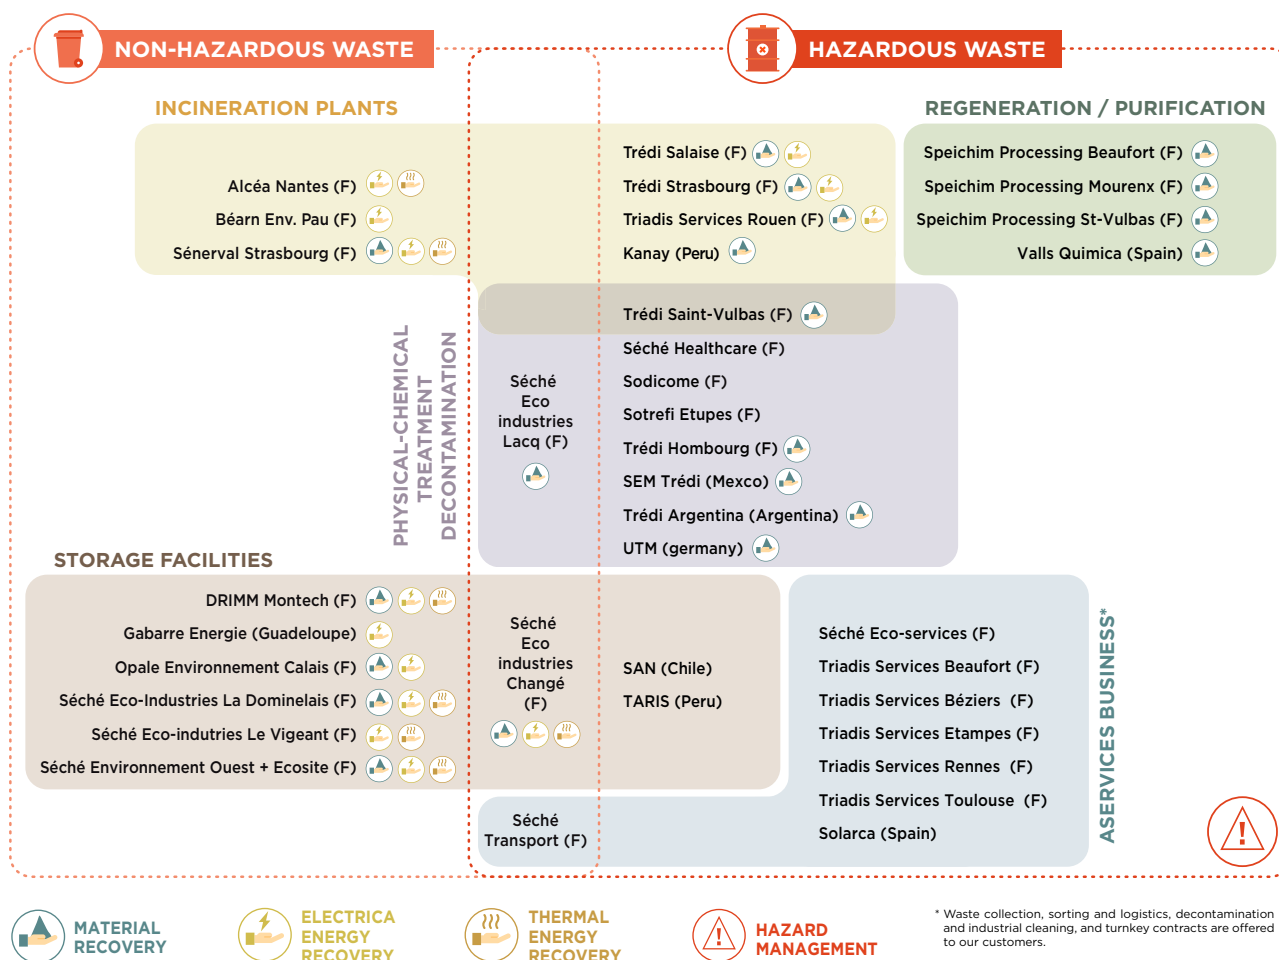 NON-HAZARDOUS WASTE
HAZARDOUS WASTE
INCINERATION PLANTS
Alcéa Nantes (F)
Béarn Env. Pau (F)
Sénerval Strasbourg (F)
Trédi Salaise (F)
Trédi Strasbourg (F)
Triadis Services Rouen (F)
Kanay (Peru)
REGENERATION / PURIFICATION
Speichim Processing Beaufort (F)
Speichim Processing Mourenx (F)
Speichim Processing St-Vulbas (F)
Valls Quimica (Spain)
PHYSICAL-CHEMICAL
TREATMENT
DECONTAMINATION
Séché
Eco
industries
Lacq (F)
Trédi Saint-Vulbas (F)
Séché Healthcare (F)
Sodicome (F)
Sotrefi Etupes (F)
Trédi Hombourg (F)
SEM Trédi (Mexco)
Trédi Argentina (Argentina)
UTM (germany)
STORAGE FACILITIES
DRIMM Montech (F)
Gabarre Energie (Guadeloupe)
Opale Environnement Calais (F)
Séché Eco-Industries La Dominelais (F)
Séché Eco-indutries Le Vigeant (F)
Séché Environnement Ouest + Ecosite (F)
Séché
Eco
industries
Changé
(F)
SAN (Chile)
TARIS (Peru)
Séché
Transport (F)
Séché Eco-services (F)
Triadis Services Beaufort (F)
Triadis Services Béziers (F)
Triadis Services Etampes (F)
Triadis Services Rennes (F)
Triadis Services Toulouse (F)
Solarca (Spain)
ASERVICES BUSINESS*
MATERIAL
RECOVERY
ELECTRICA
ENERGY
RECOVERY
THERMAL
ENERGY
RECOVERY
HAZARD
MANAGEMENT
* Waste collection, sorting and logistics, decontamination
and industrial cleaning, and turnkey contracts are offered
to our customers.